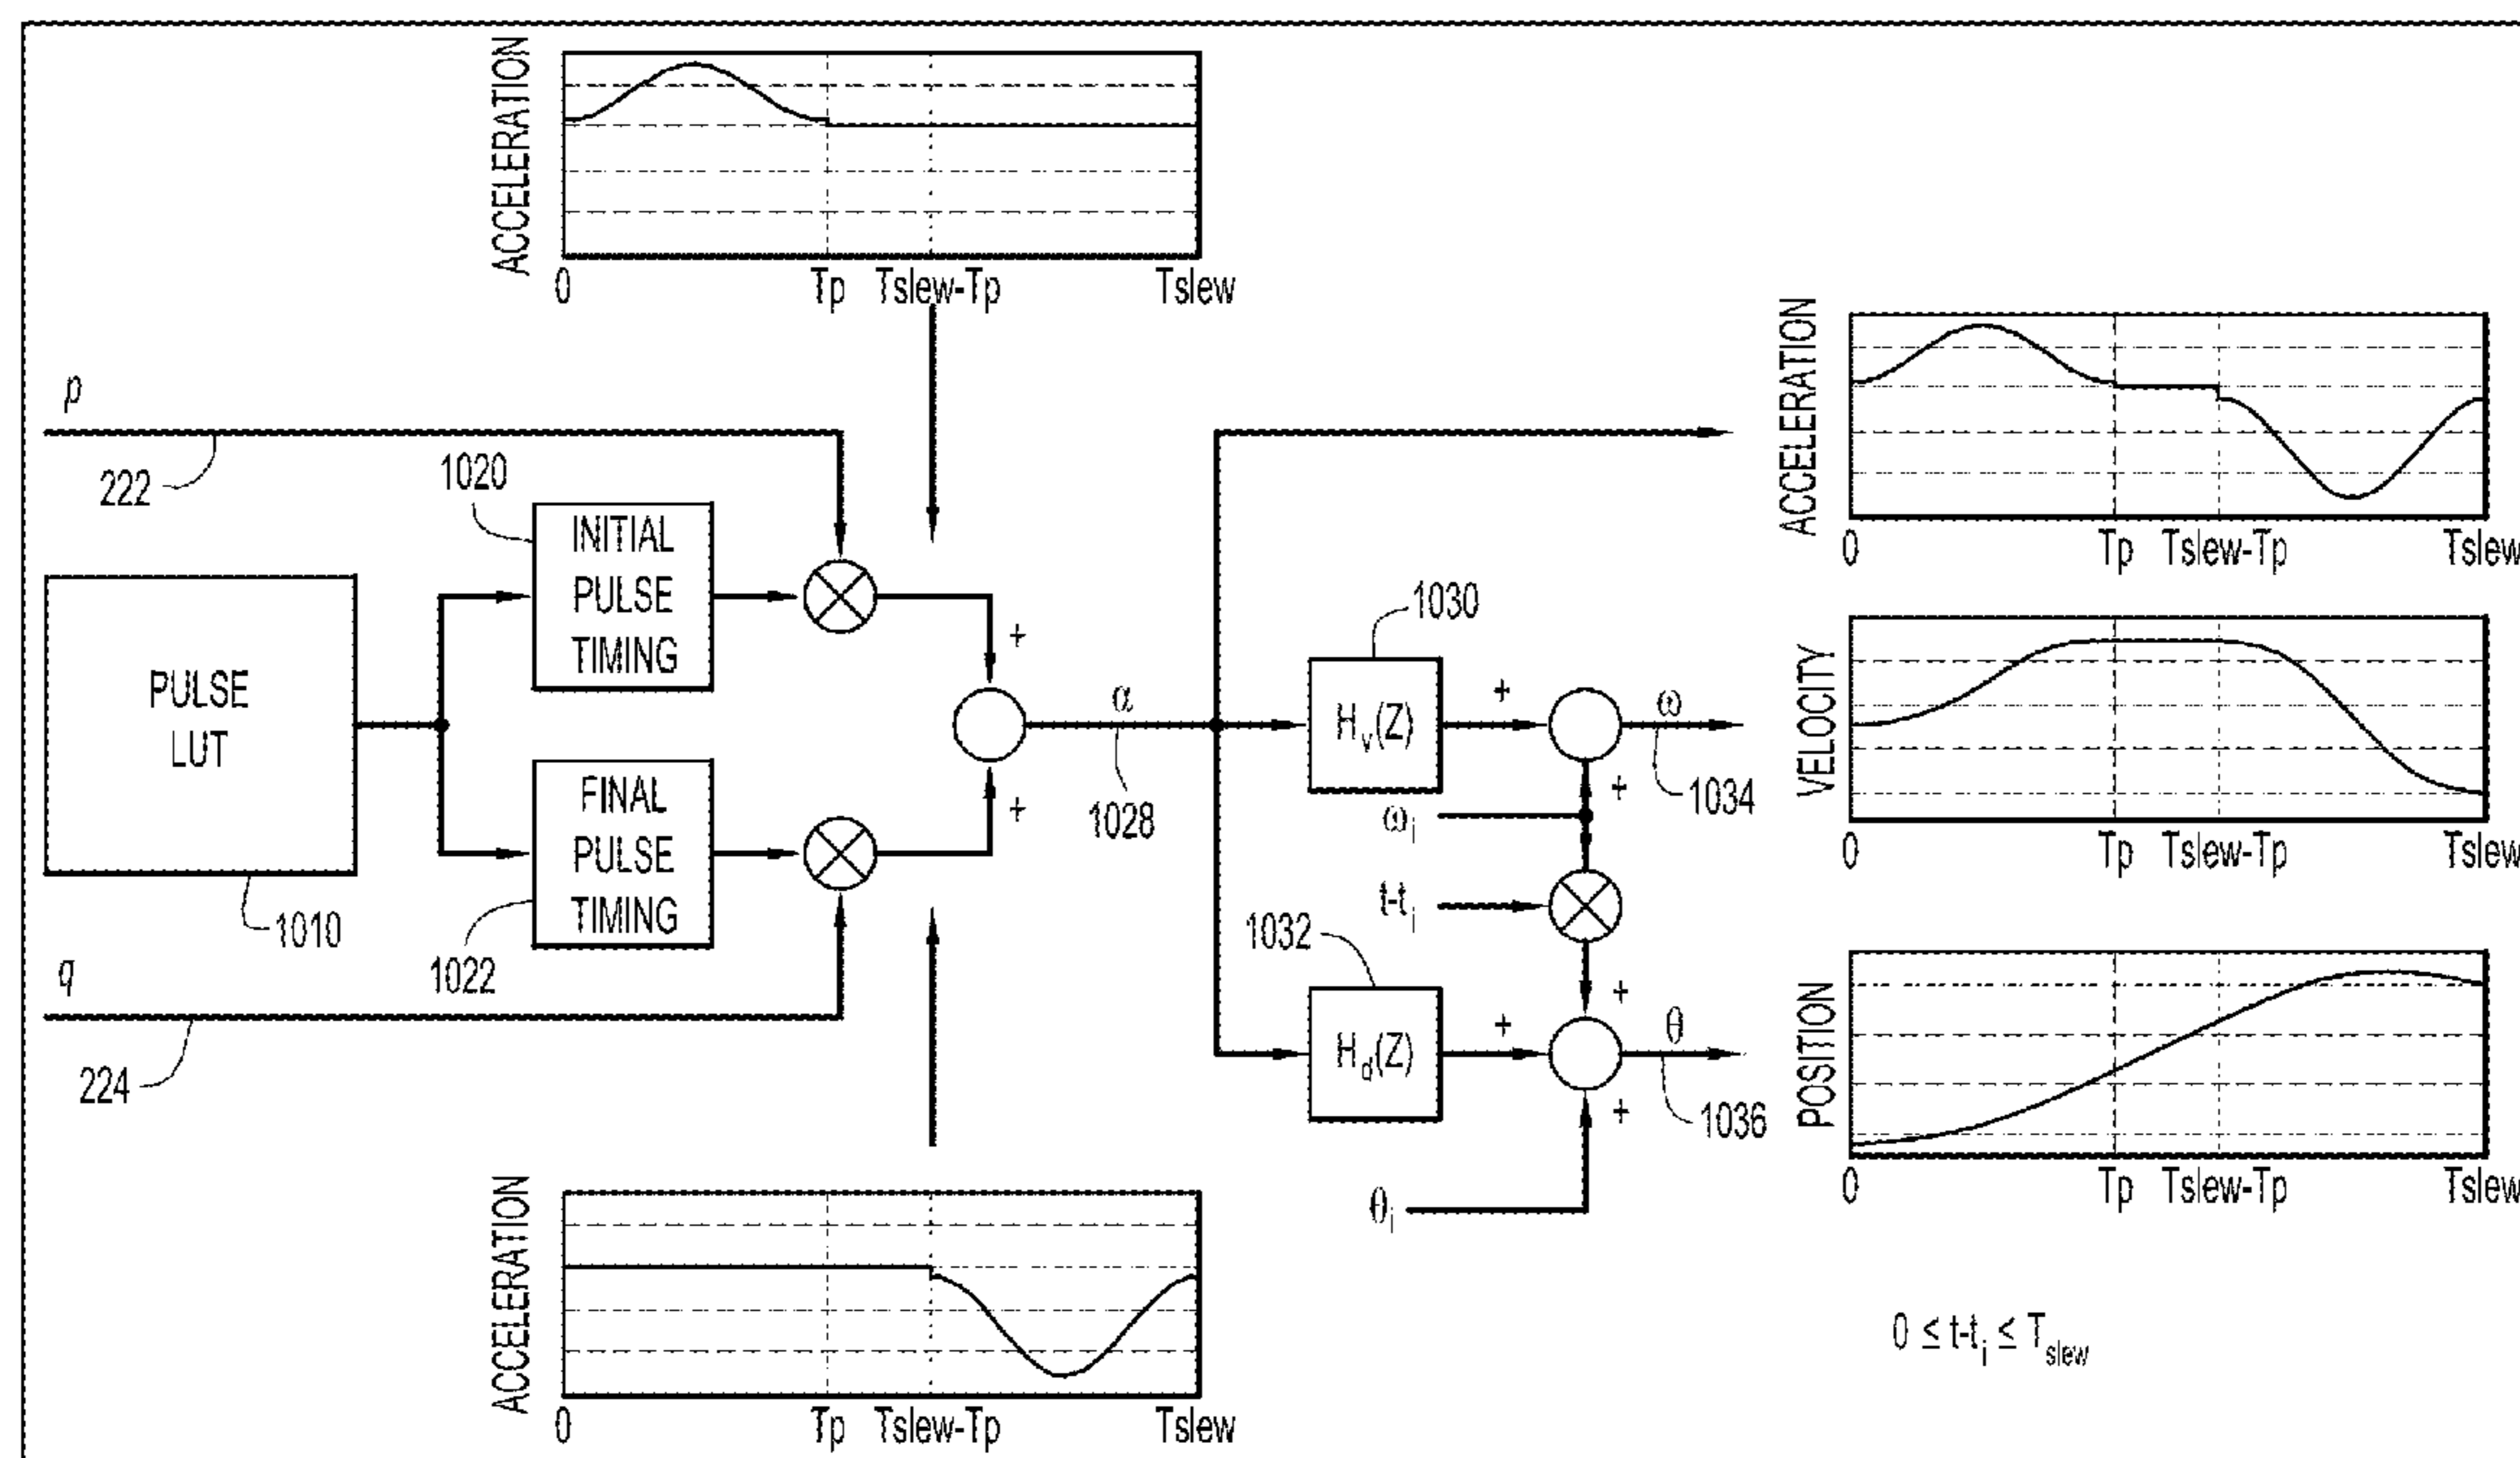 ACCELERATION
0 Tp Tslew-Tp Tslew
p
222
1020
INITIAL
PULSE
TIMING
+
PULSE
LUT
1010
FINAL
PULSE
TIMING
1022
+
q
224
α
1028
ACCELERATION
0 Tp Tslew-Tp Tslew
1030
Hv(Z)
+
ω
1034
+
ωi
t-ti
1032
Hd(Z)
+
+
θ
1036
+
θi
ACCELERATION
0 Tp Tslew-Tp Tslew
VELOCITY
0 Tp Tslew-Tp Tslew
POSITION
0 Tp Tslew-Tp Tslew
0 ≤ t-ti ≤ Tslew